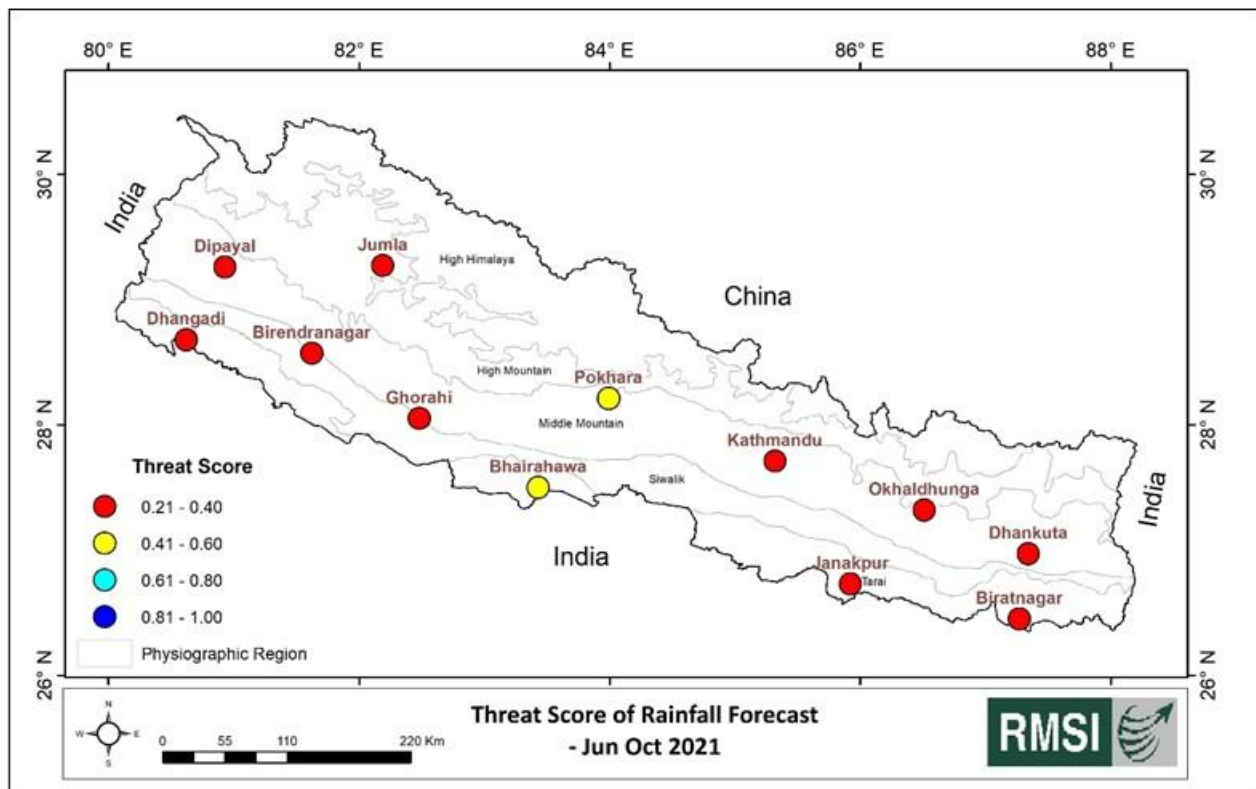 80° E 82° E 84° E 86° E 88° E
30° N
30° N
India
Dipayal
Jumla
High Himalaya
China
Dhangadi
Birendranagar
High Mountain
Pokhara
Ghorahi
28° N
Middle Mountain
28° N
Kathmandu
Bhairahawa
Siwalik
Okhaldhunga
India
Dhankuta
India
Janakpur
Tarai
Biratnagar
Threat Score
0.21 - 0.40
0.41 - 0.60
0.61 - 0.80
0.81 - 1.00
Physiographic Region
26° N
26° N
N
W E
S
0 55 110 220 Km
Threat Score of Rainfall Forecast
- Jun Oct 2021
RMSI